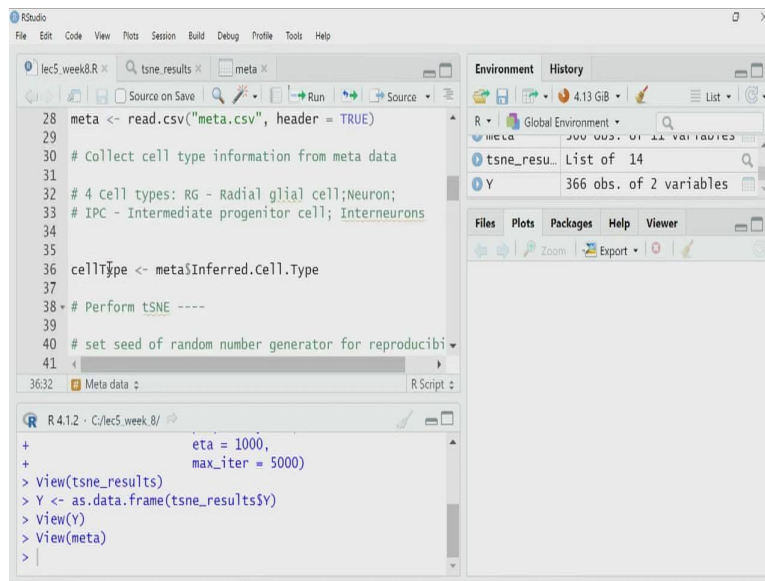 RStudio
File Edit Code View Plots Session Build Debug Profile Tools Help
lec5_week8.R × tsne_results × meta ×
Source on Save Run Source
28 meta <- read.csv("meta.csv", header = TRUE)
29
30 # Collect cell type information from meta data
31
32 # 4 Cell types: RG - Radial glial cell;Neuron;
33 # IPC - Intermediate progenitor cell; Interneurons
34
35
36 cellType <- meta$Inferred.Cell.Type
37
38 # Perform tSNE ----
39
40 # set seed of random number generator for reproducibi
41
36:32 Meta data R Script
R 4.1.2 · C:/lec5_week_8/
+ eta = 1000,
+ max_iter = 5000)
> View(tsne_results)
> Y <- as.data.frame(tsne_results$Y)
> View(Y)
> View(meta)
>
Environment History
4.13 GiB List
R Global Environment
meta 366 obs. of 11 variables
tsne_resu… List of 14
Y 366 obs. of 2 variables
Files Plots Packages Help Viewer
Zoom Export